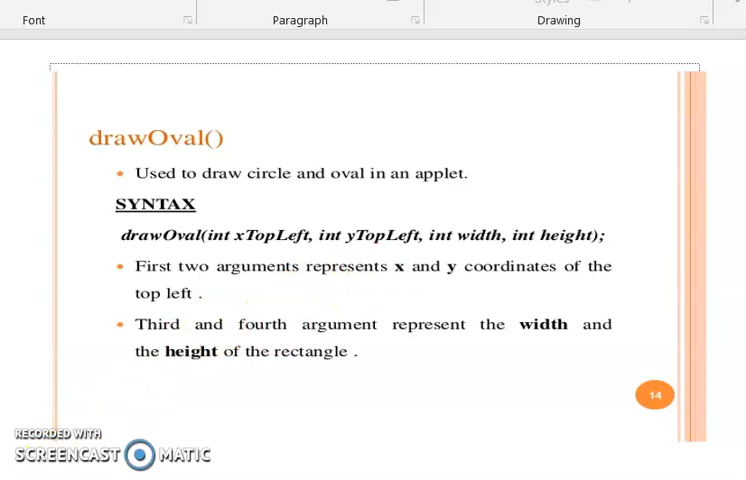 Font Paragraph Drawing
drawOval()
• Used to draw circle and oval in an applet.
SYNTAX
drawOval(int xTopLeft, int yTopLeft, int width, int height);
• First two arguments represents x and y coordinates of the
top left .
• Third and fourth argument represent the width and
the height of the rectangle .
14
RECORDED WITH
SCREENCAST MATIC